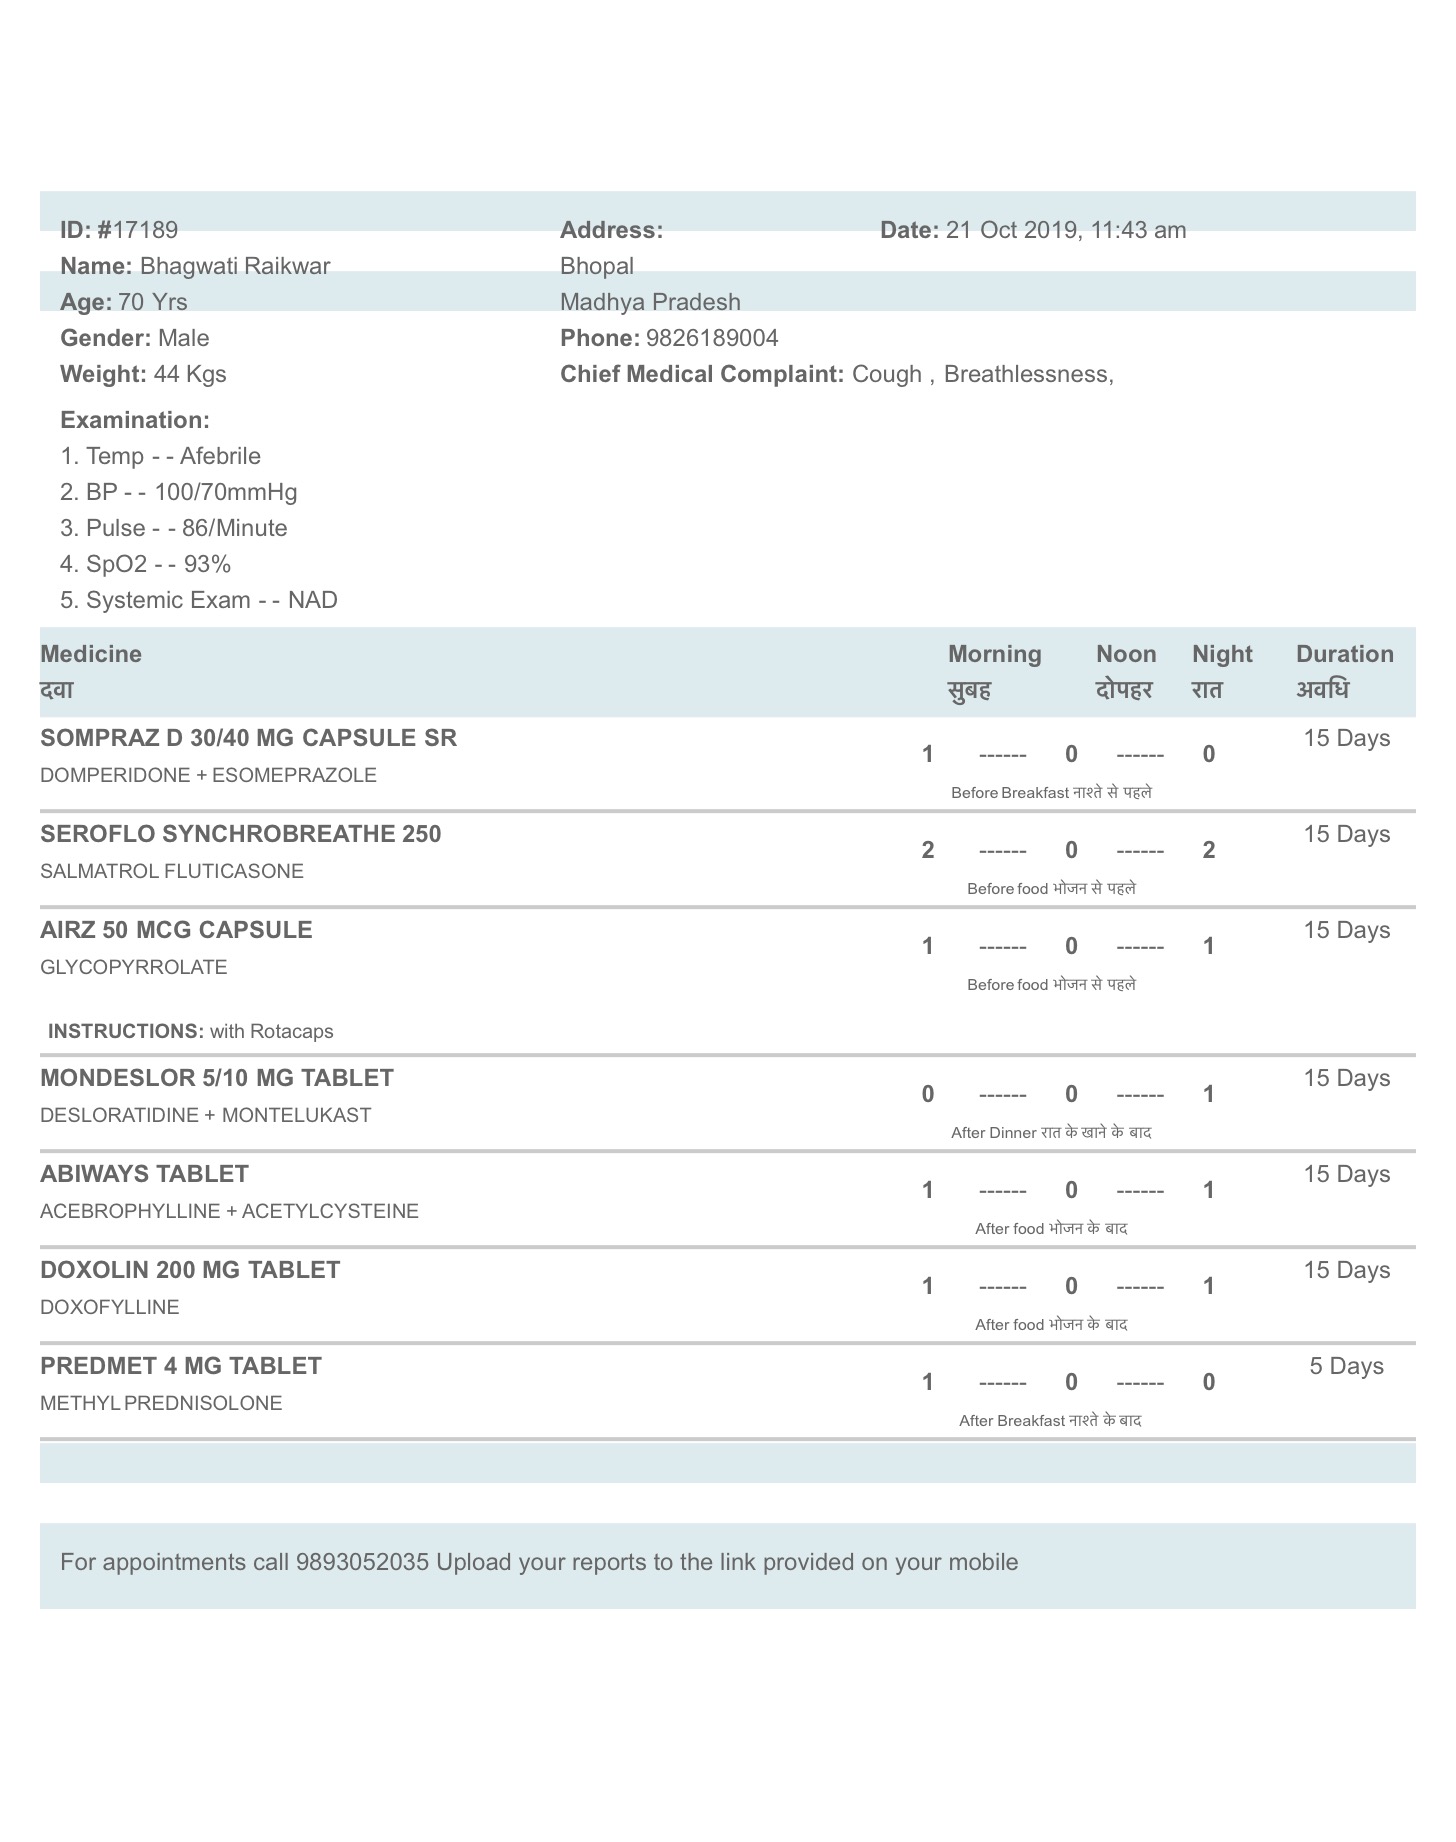 ID: #17189
Address:
Date: 21 Oct 2019, 11:43 am
Name: Bhagwati Raikwar
Bhopal
Age: 70 Yrs
Madhya Pradesh
Gender: Male
Phone: 9826189004
Weight: 44 Kgs
Chief Medical Complaint: Cough , Breathlessness,
Examination:
1. Temp - - Afebrile
2. BP - - 100/70mmHg
3. Pulse - - 86/Minute
4. SpO2 - - 93%
5. Systemic Exam - - NAD
Medicine Morning Noon Night Duration
दवा सुबह दोपहर रात अवधि
SOMPRAZ D 30/40 MG CAPSULE SR 15 Days
1 ------ 0 ------ 0
DOMPERIDONE + ESOMEPRAZOLE
Before Breakfast नाश्ते से पहले
SEROFLO SYNCHROBREATHE 250 15 Days
2 ------ 0 ------ 2
SALMATROL FLUTICASONE
Before food भोजन से पहले
AIRZ 50 MCG CAPSULE 15 Days
1 ------ 0 ------ 1
GLYCOPYRROLATE
Before food भोजन से पहले
INSTRUCTIONS: with Rotacaps
MONDESLOR 5/10 MG TABLET 15 Days
0 ------ 0 ------ 1
DESLORATIDINE + MONTELUKAST
After Dinner रात के खाने के बाद
ABIWAYS TABLET 15 Days
1 ------ 0 ------ 1
ACEBROPHYLLINE + ACETYLCYSTEINE
After food भोजन के बाद
DOXOLIN 200 MG TABLET 15 Days
1 ------ 0 ------ 1
DOXOFYLLINE
After food भोजन के बाद
PREDMET 4 MG TABLET 5 Days
1 ------ 0 ------ 0
METHYL PREDNISOLONE
After Breakfast नाश्ते के बाद
For appointments call 9893052035 Upload your reports to the link provided on your mobile